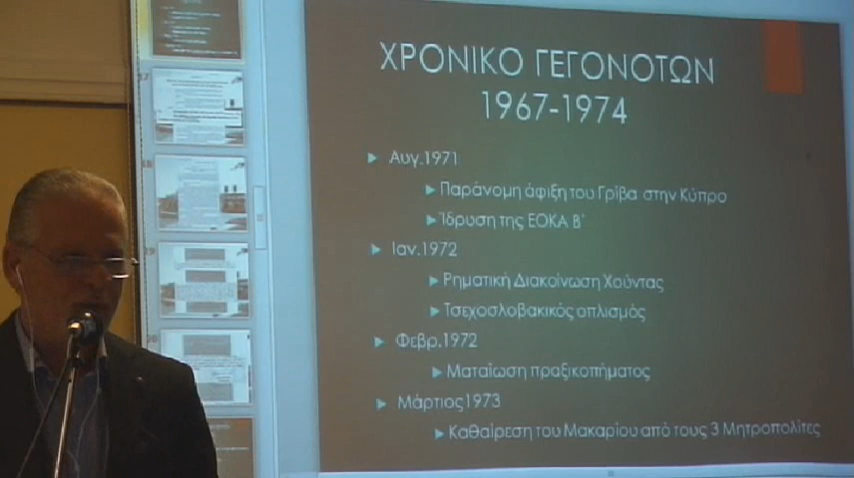 ΧΡΟΝΙΚΟ ΓΕΓΟΝΟΤΩΝ
1967-1974
Αυγ.1971
Παράνομη άφιξη του Γρίβα στην Κύπρο
Ίδρυση της ΕΟΚΑ Β΄
Ιαν.1972
Ρηματική Διακοίνωση Χούντας
Τσεχοσλοβακικός οπλισμός
Φεβρ.1972
Ματαίωση πραξικοπήματος
Μάρτιος1973
Καθαίρεση του Μακαρίου από τους 3 Μητροπολίτες